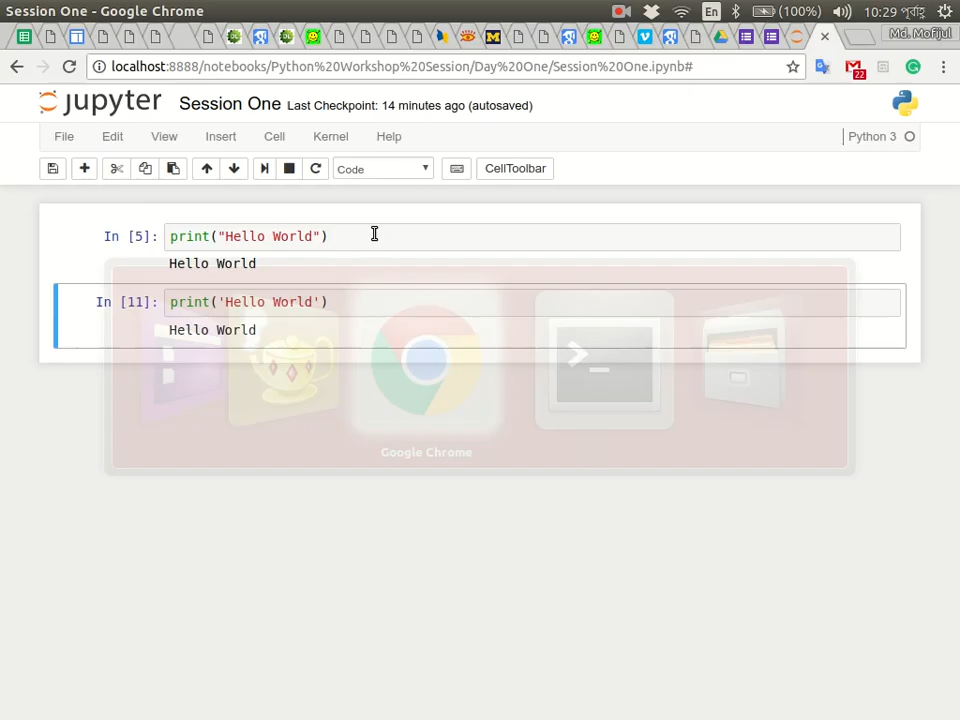 Session One - Google Chrome
En
(100%)
10:29 পূর্বাহ্ণ
Md. Mofijul
localhost:8888/notebooks/Python%20Workshop%20Session/Day%20One/Session%20One.ipynb#
22
jupyter Session One Last Checkpoint: 14 minutes ago (autosaved)
File Edit View Insert Cell Kernel Help Python 3
Code CellToolbar
In [5]: print("Hello World")
Hello World
In [11]: print('Hello World')
Hello World
Google Chrome